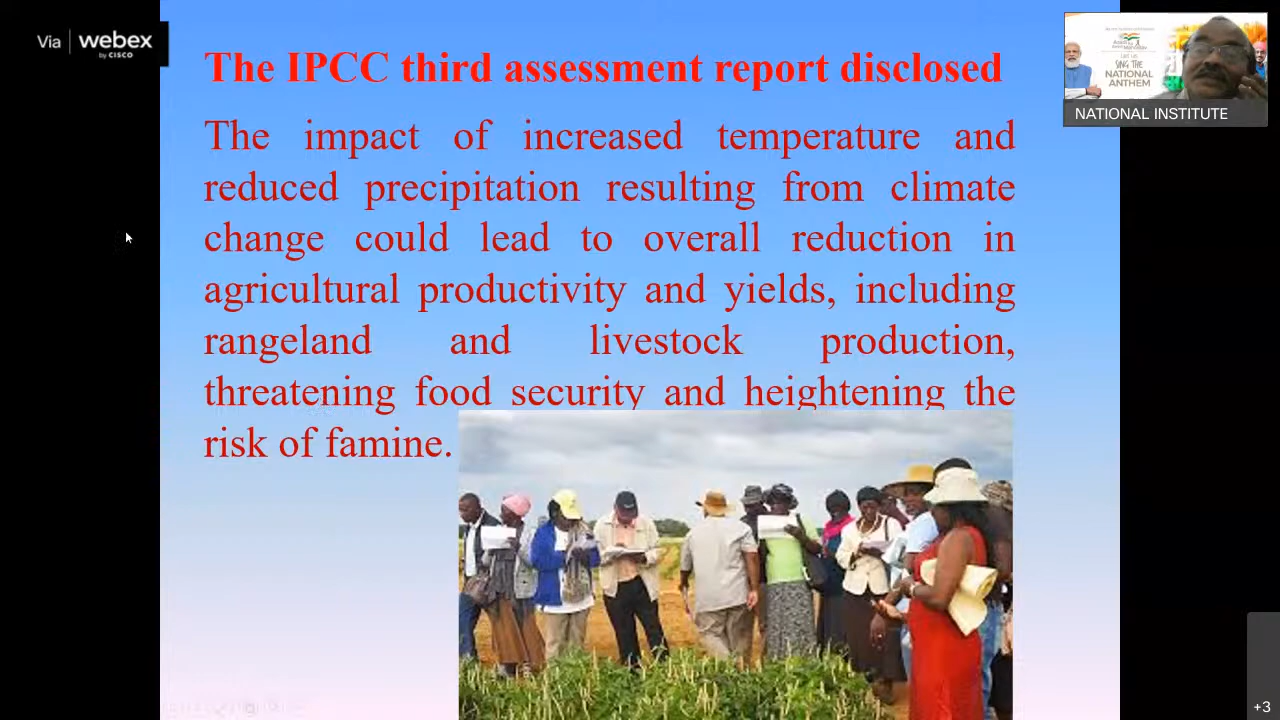 Via webex
by CISCO
The IPCC third assessment report disclosed
The impact of increased temperature and
reduced precipitation resulting from climate
change could lead to overall reduction in
agricultural productivity and yields, including
rangeland and livestock production,
threatening food security and heightening the
risk of famine.
SING THE
NATIONAL
ANTHEM
NATIONAL INSTITUTE
+3